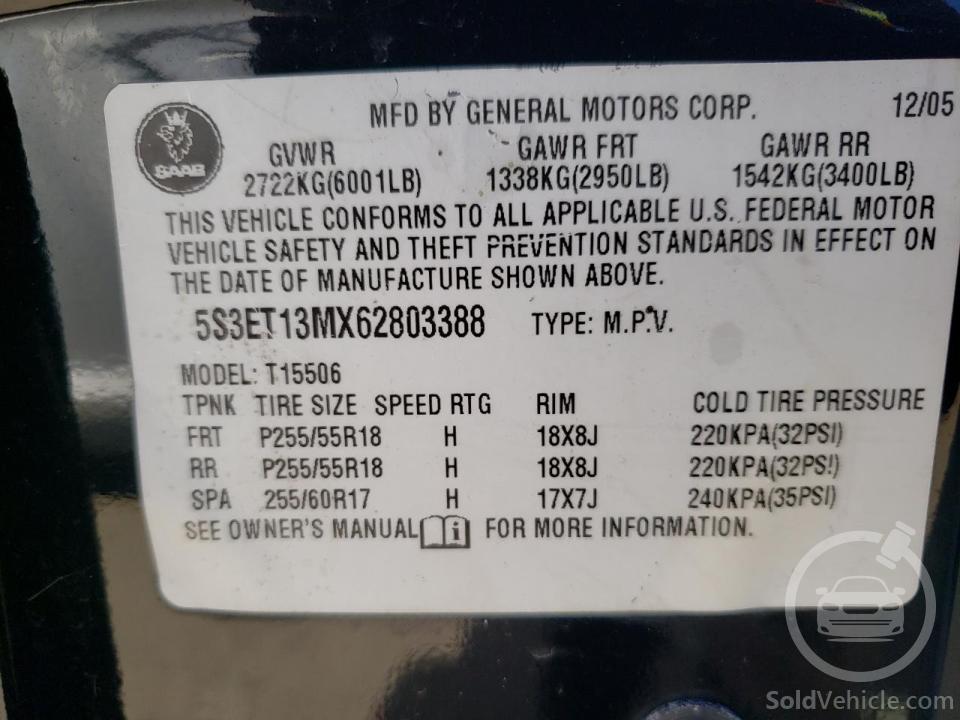 MFD BY GENERAL MOTORS CORP. 12/05
SAAB
GVWR GAWR FRT GAWR RR
2722KG(6001LB) 1338KG(2950LB) 1542KG(3400LB)
THIS VEHICLE CONFORMS TO ALL APPLICABLE U.S. FEDERAL MOTOR
VEHICLE SAFETY AND THEFT PREVENTION STANDARDS IN EFFECT ON
THE DATE OF MANUFACTURE SHOWN ABOVE.
5S3ET13MX62803388 TYPE: M.P.V.
MODEL: T15506
TPNK TIRE SIZE SPEED RTG RIM COLD TIRE PRESSURE
FRT P255/55R18 H 18X8J 220KPA(32PSI)
RR P255/55R18 H 18X8J 220KPA(32PSI)
SPA 255/60R17 H 17X7J 240KPA(35PSI)
SEE OWNER'S MANUAL i FOR MORE INFORMATION.
SoldVehicle.com